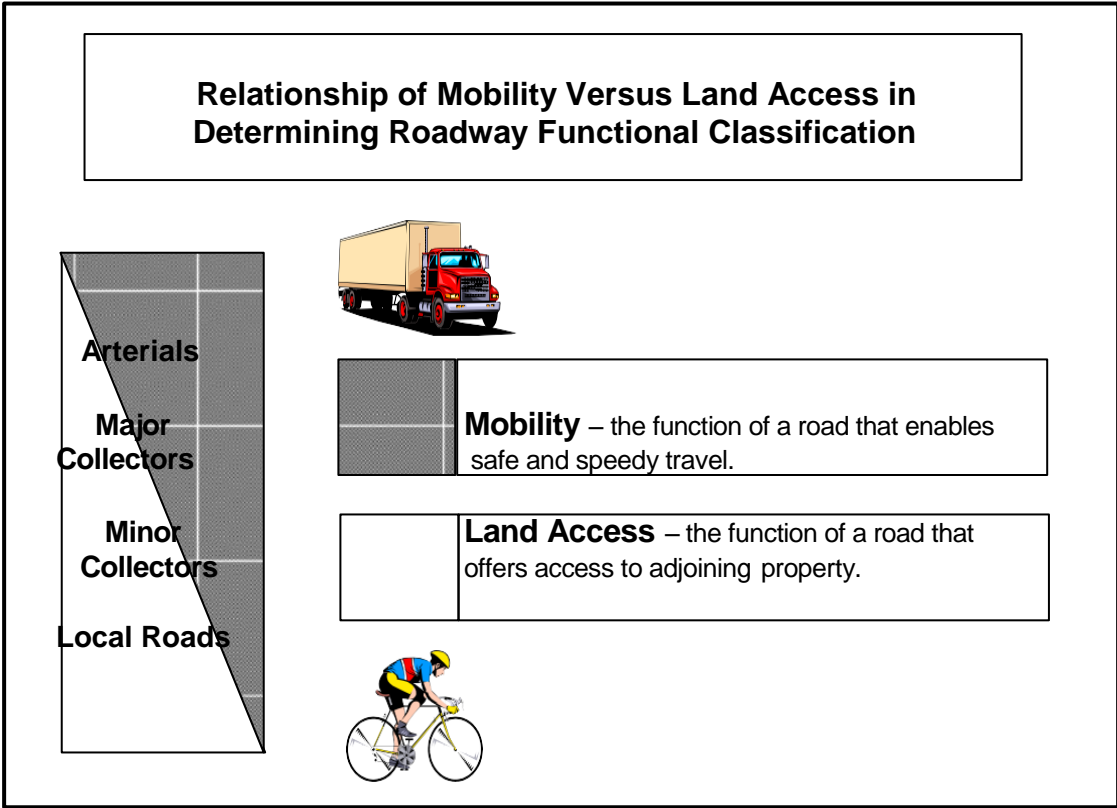 Relationship of Mobility Versus Land Access in
Determining Roadway Functional Classification
Arterials
Major
Collectors
Minor
Collectors
Local Roads
Mobility – the function of a road that enables
safe and speedy travel.
Land Access – the function of a road that
offers access to adjoining property.